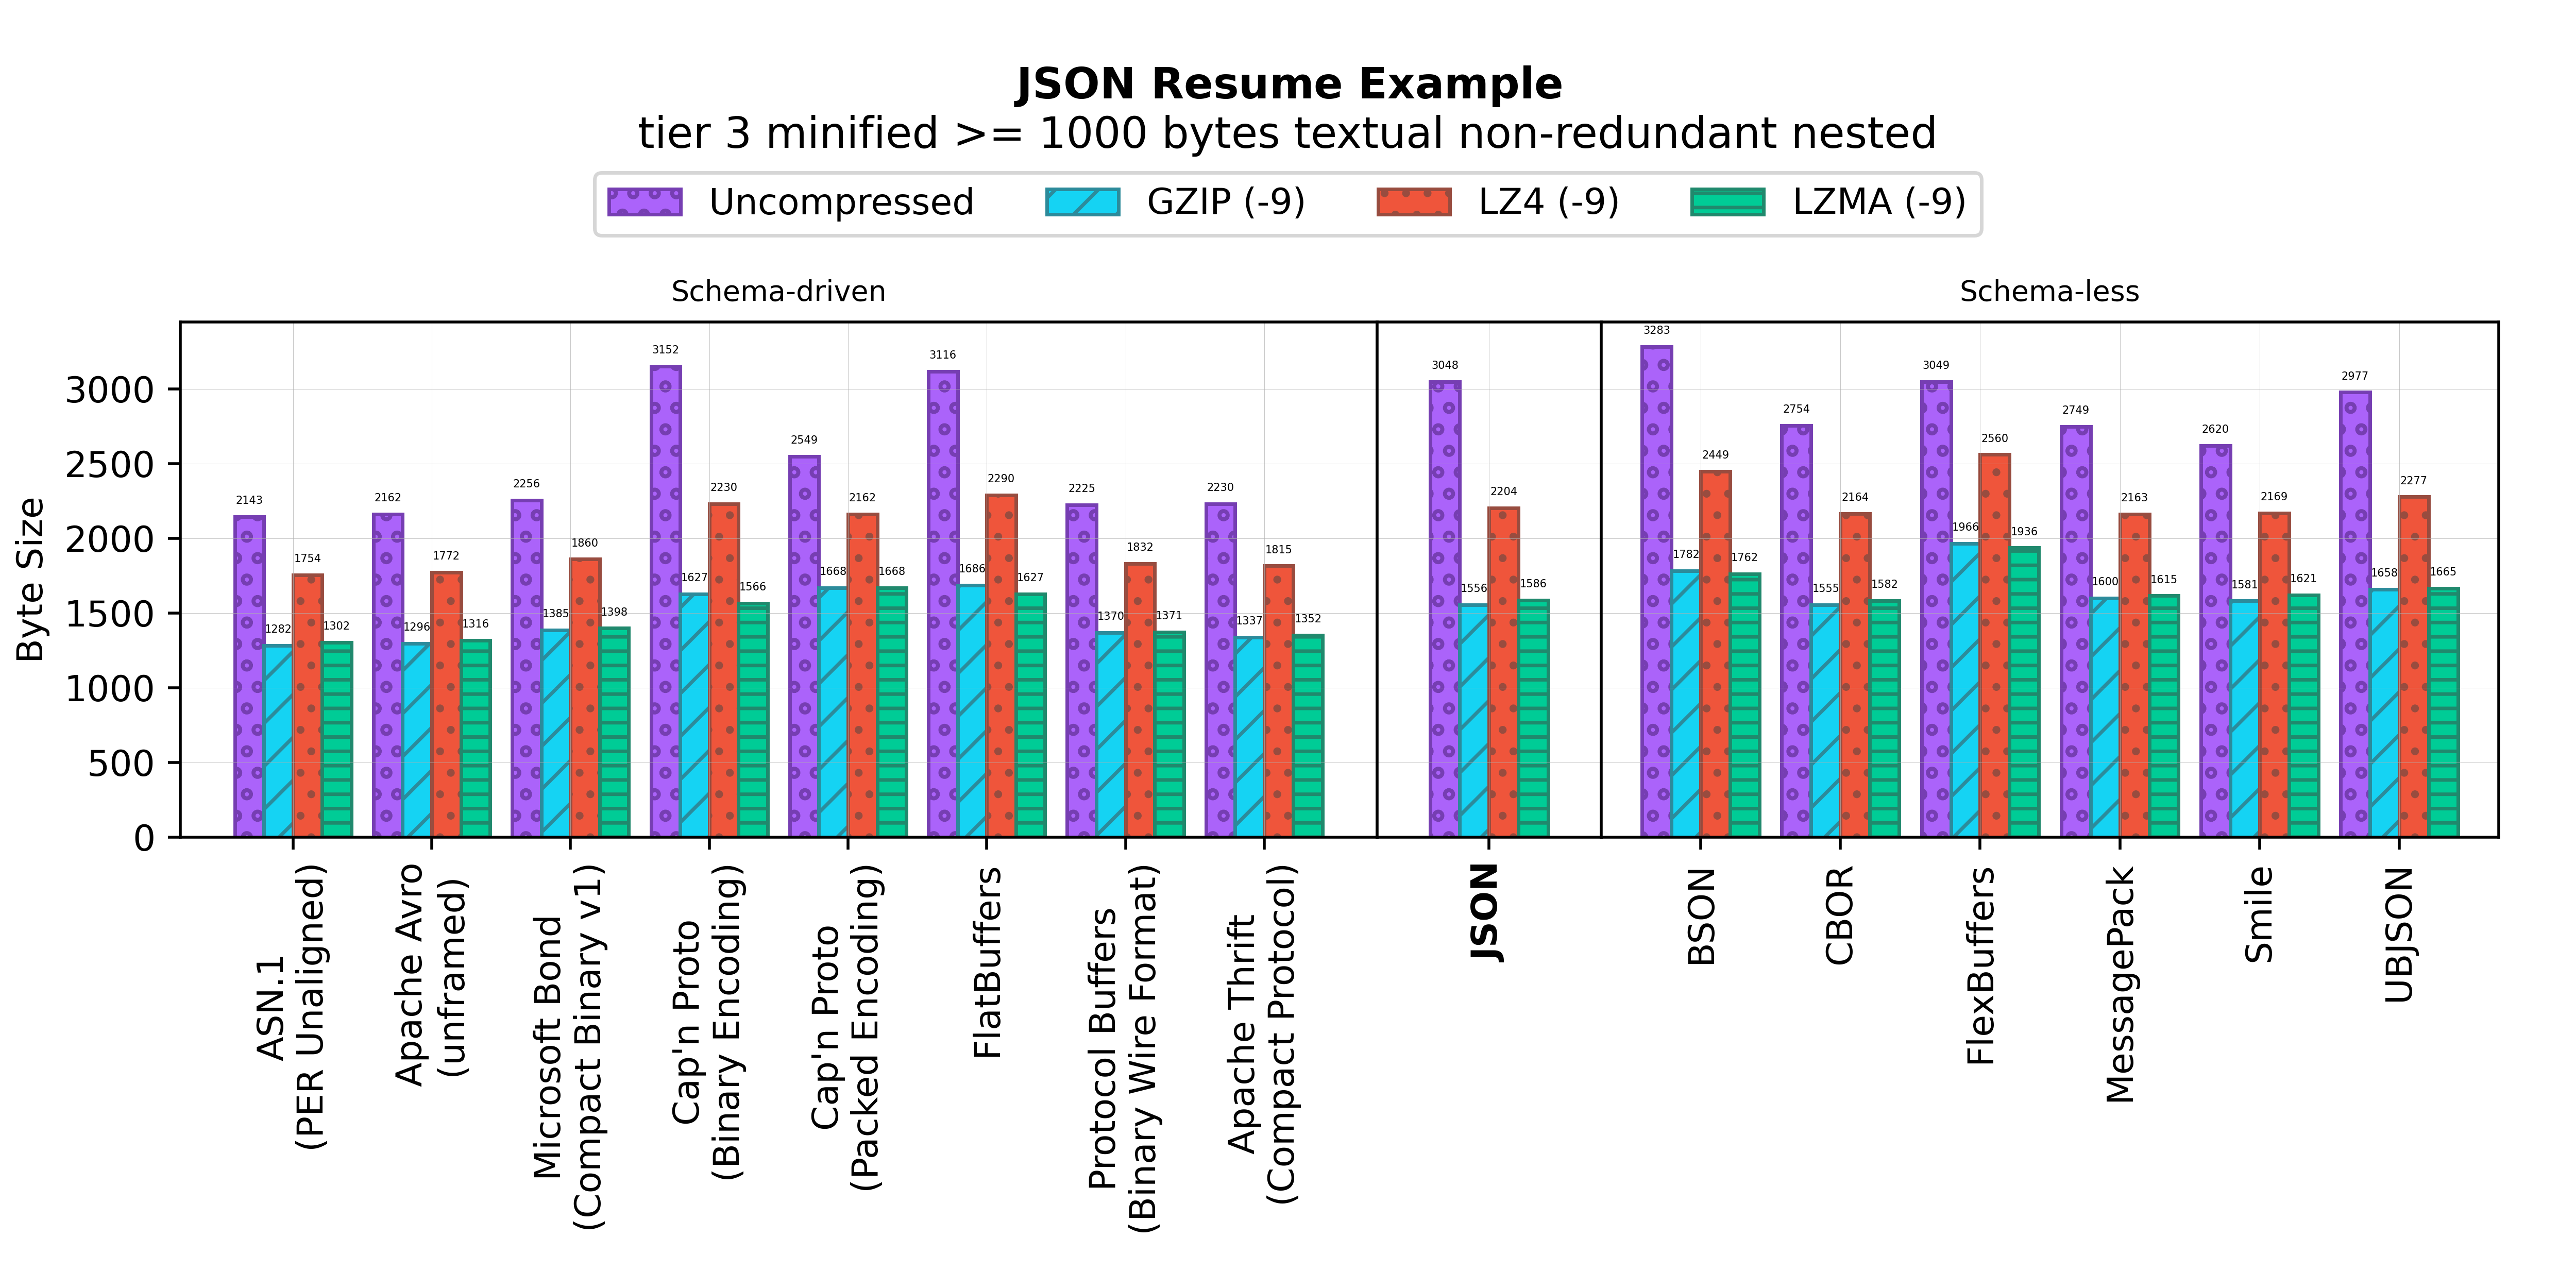 JSON Resume Example
tier 3 minified >= 1000 bytes textual non-redundant nested
Uncompressed GZIP (-9) LZ4 (-9) LZMA (-9)
Schema-driven Schema-less
Byte Size
3000
2500
2000
1500
1000
500
0
2143 1282 1754 1302
2162 1296 1772 1316
2256 1385 1860 1398
3152 1627 2230 1566
2549 1668 2162 1668
3116 1686 2290 1627
2225 1370 1832 1371
2230 1337 1815 1352
3048 1556 2204 1586
3283 1782 2449 1762
2754 1555 2164 1582
3049 1966 2560 1936
2749 1600 2163 1615
2620 1581 2169 1621
2977 1658 2277 1665
ASN.1
(PER Unaligned)
Apache Avro
(unframed)
Microsoft Bond
(Compact Binary v1)
Cap'n Proto
(Binary Encoding)
Cap'n Proto
(Packed Encoding)
FlatBuffers
Protocol Buffers
(Binary Wire Format)
Apache Thrift
(Compact Protocol)
JSON
BSON
CBOR
FlexBuffers
MessagePack
Smile
UBJSON